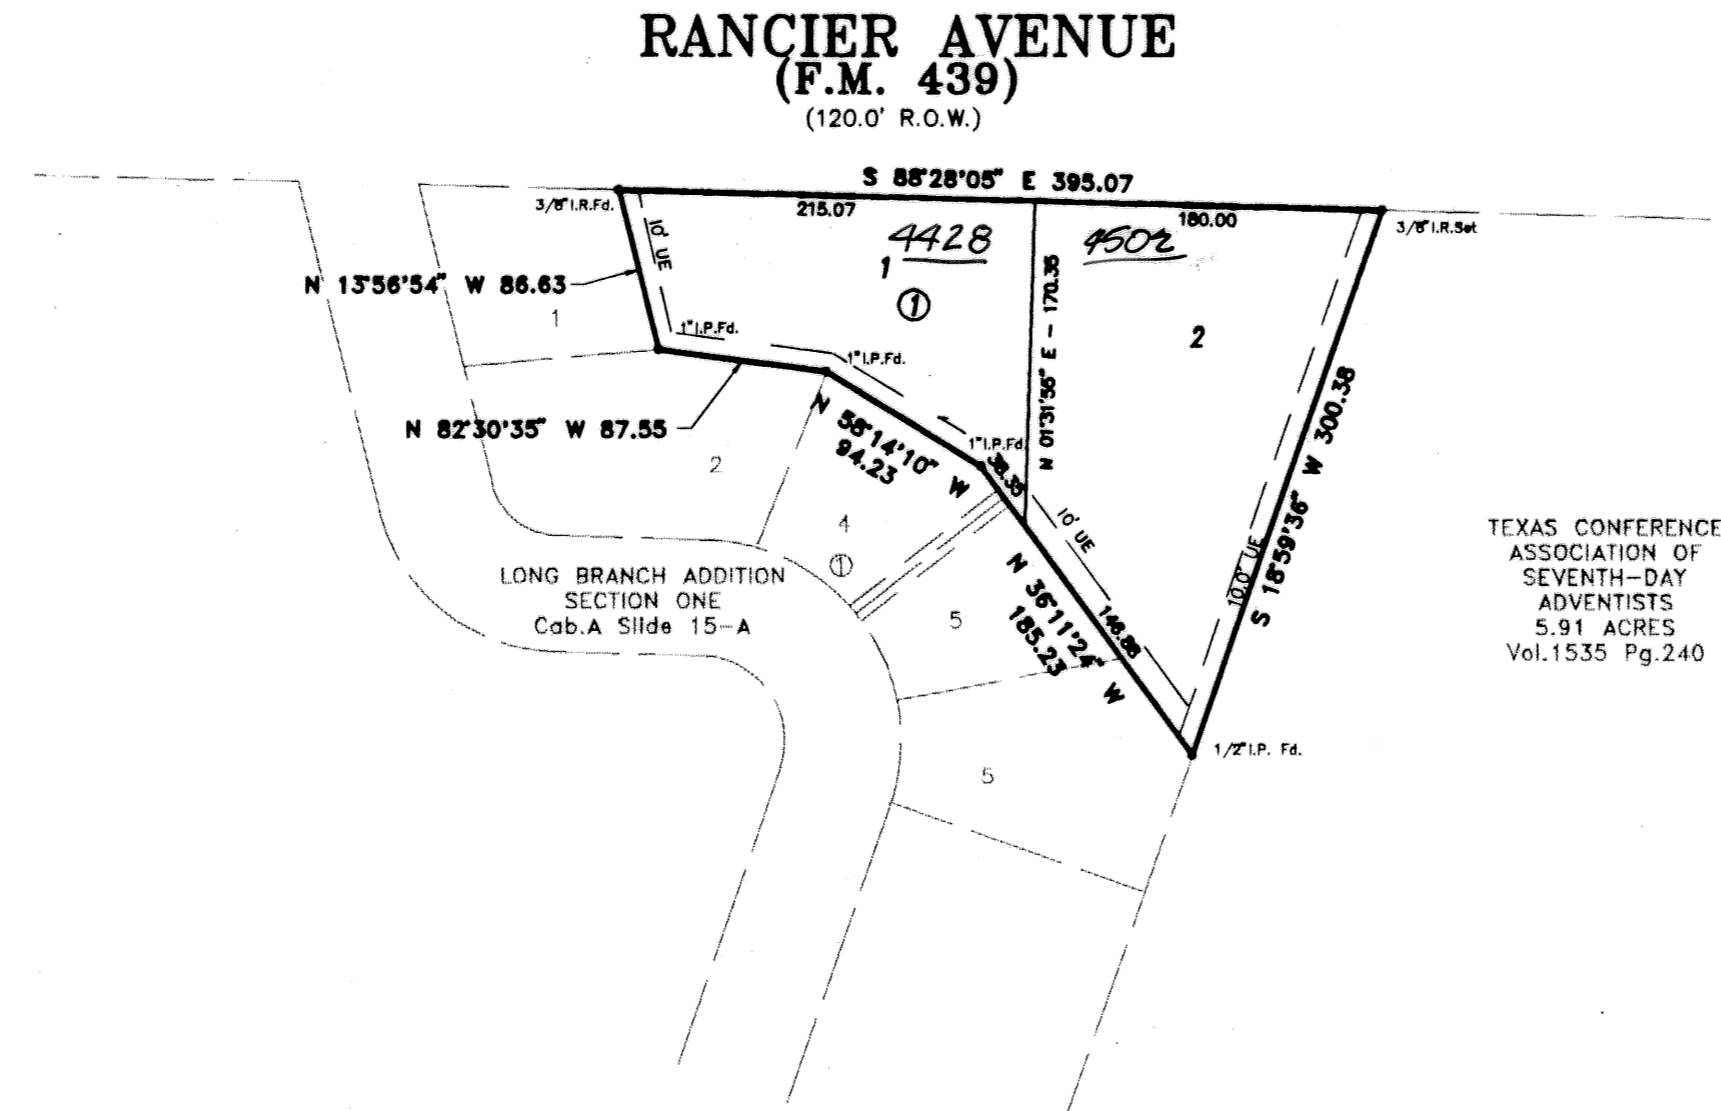 RANCIER AVENUE
(F.M. 439)
(120.0' R.O.W.)
S 88°28'05" E 395.07
3/8" I.R.Fd.
215.07
180.00
3/8" I.R.Set
4428
4502
10' UE
1
①
N 01°31'55" E - 170.35
2
N 13°56'54" W 86.63
1
1" I.P.Fd.
1" I.P.Fd.
N 82°30'35" W 87.55
N 58°14'10" W
94.23
1" I.P.Fd.
38.35
2
4
①
10' UE
N 36°11'24" W
185.23
146.88
10.0' UE
S 18°59'36" W 300.38
TEXAS CONFERENCE
ASSOCIATION OF
SEVENTH-DAY
ADVENTISTS
5.91 ACRES
Vol.1535 Pg.240
LONG BRANCH ADDITION
SECTION ONE
Cab.A Slide 15-A
5
1/2" I.P. Fd.
5